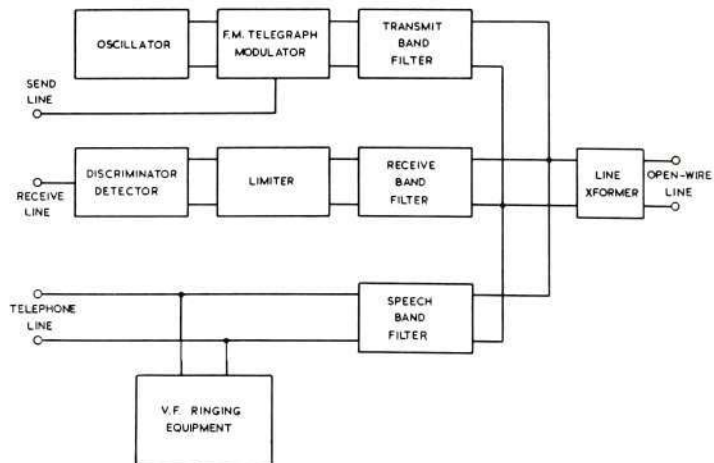 OSCILLATOR
F.M. TELEGRAPH
MODULATOR
TRANSMIT
BAND
FILTER
SEND
LINE
DISCRIMINATOR
DETECTOR
LIMITER
RECEIVE
BAND
FILTER
LINE
XFORMER
OPEN-WIRE
LINE
RECEIVE
LINE
TELEPHONE
LINE
SPEECH
BAND
FILTER
V.F. RINGING
EQUIPMENT